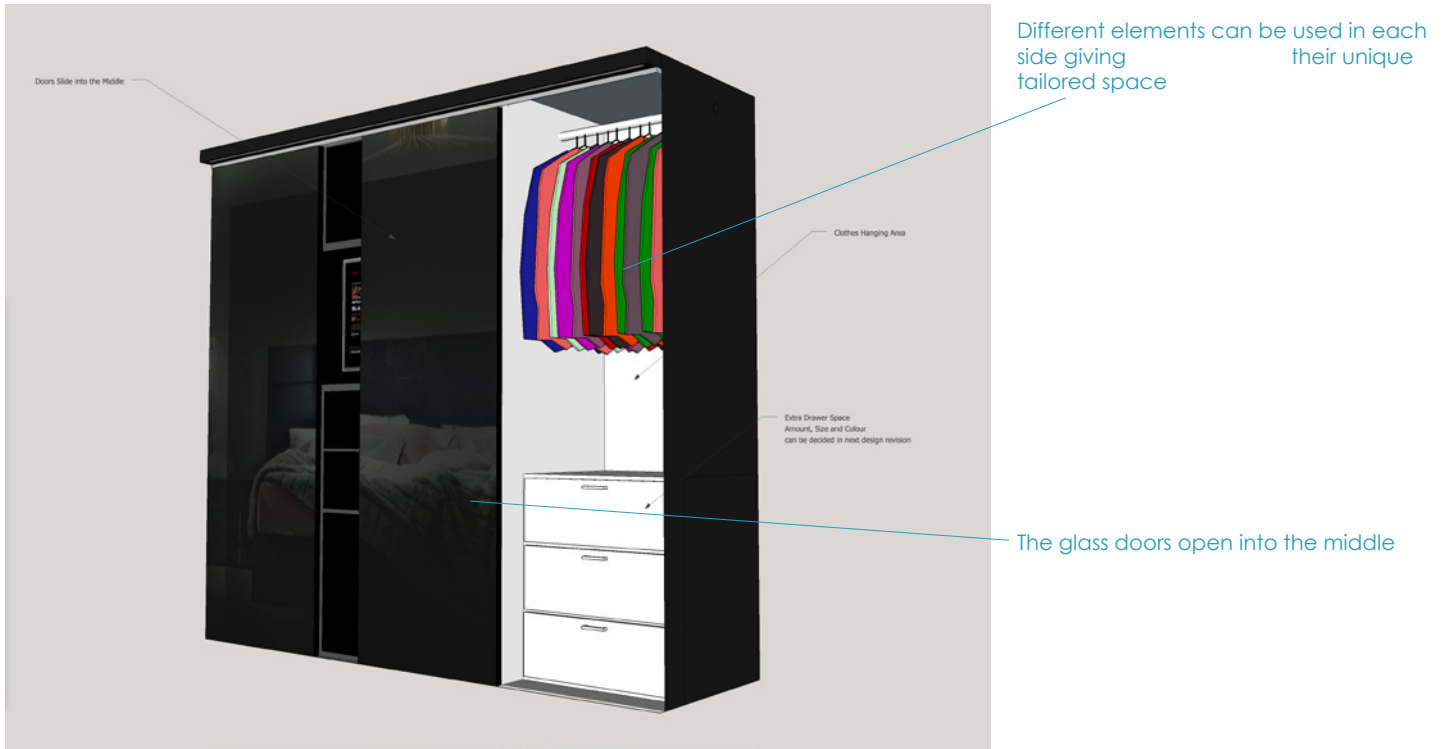 Different elements can be used in each
side giving their unique
tailored space
Doors Slide into the Middle
Clothes Hanging Area
Extra Drawer Space
Amount, Size and Colour
can be decided in next design revision
The glass doors open into the middle